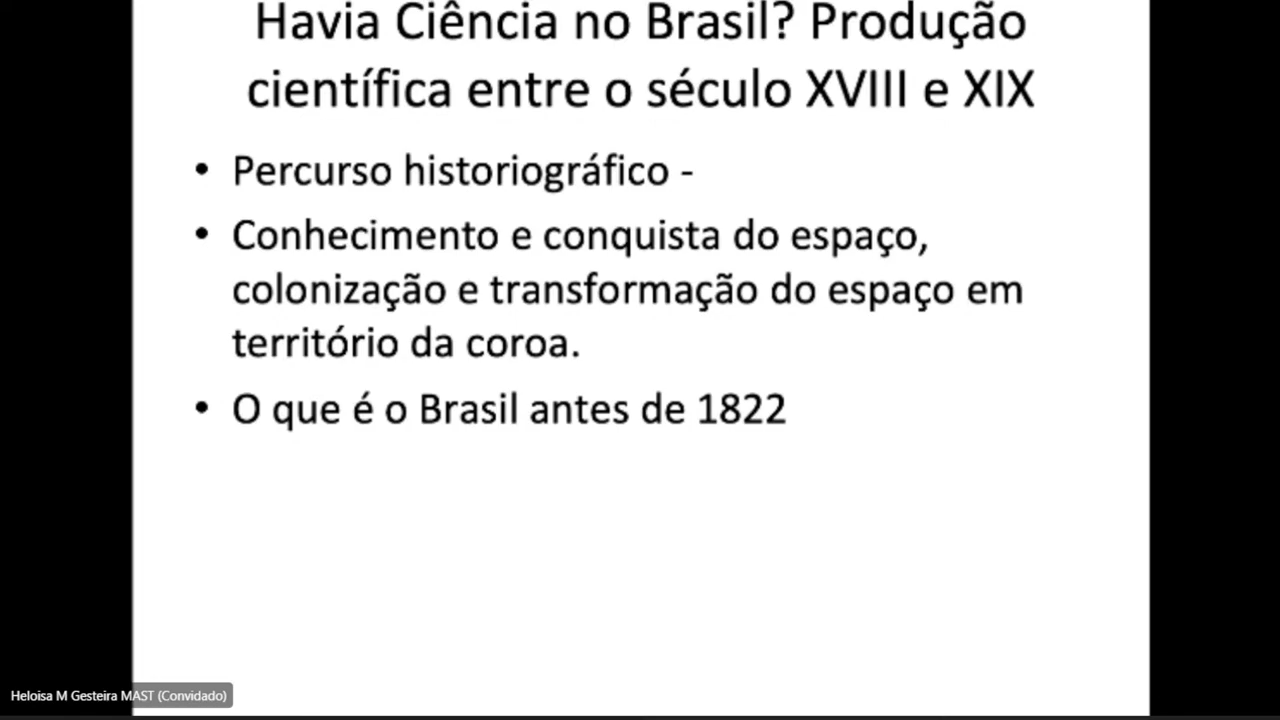 Havia Ciência no Brasil? Produção
científica entre o século XVIII e XIX
• Percurso historiográfico -
• Conhecimento e conquista do espaço,
colonização e transformação do espaço em
território da coroa.
• O que é o Brasil antes de 1822
Heloisa M Gesteira MAST (Convidado)